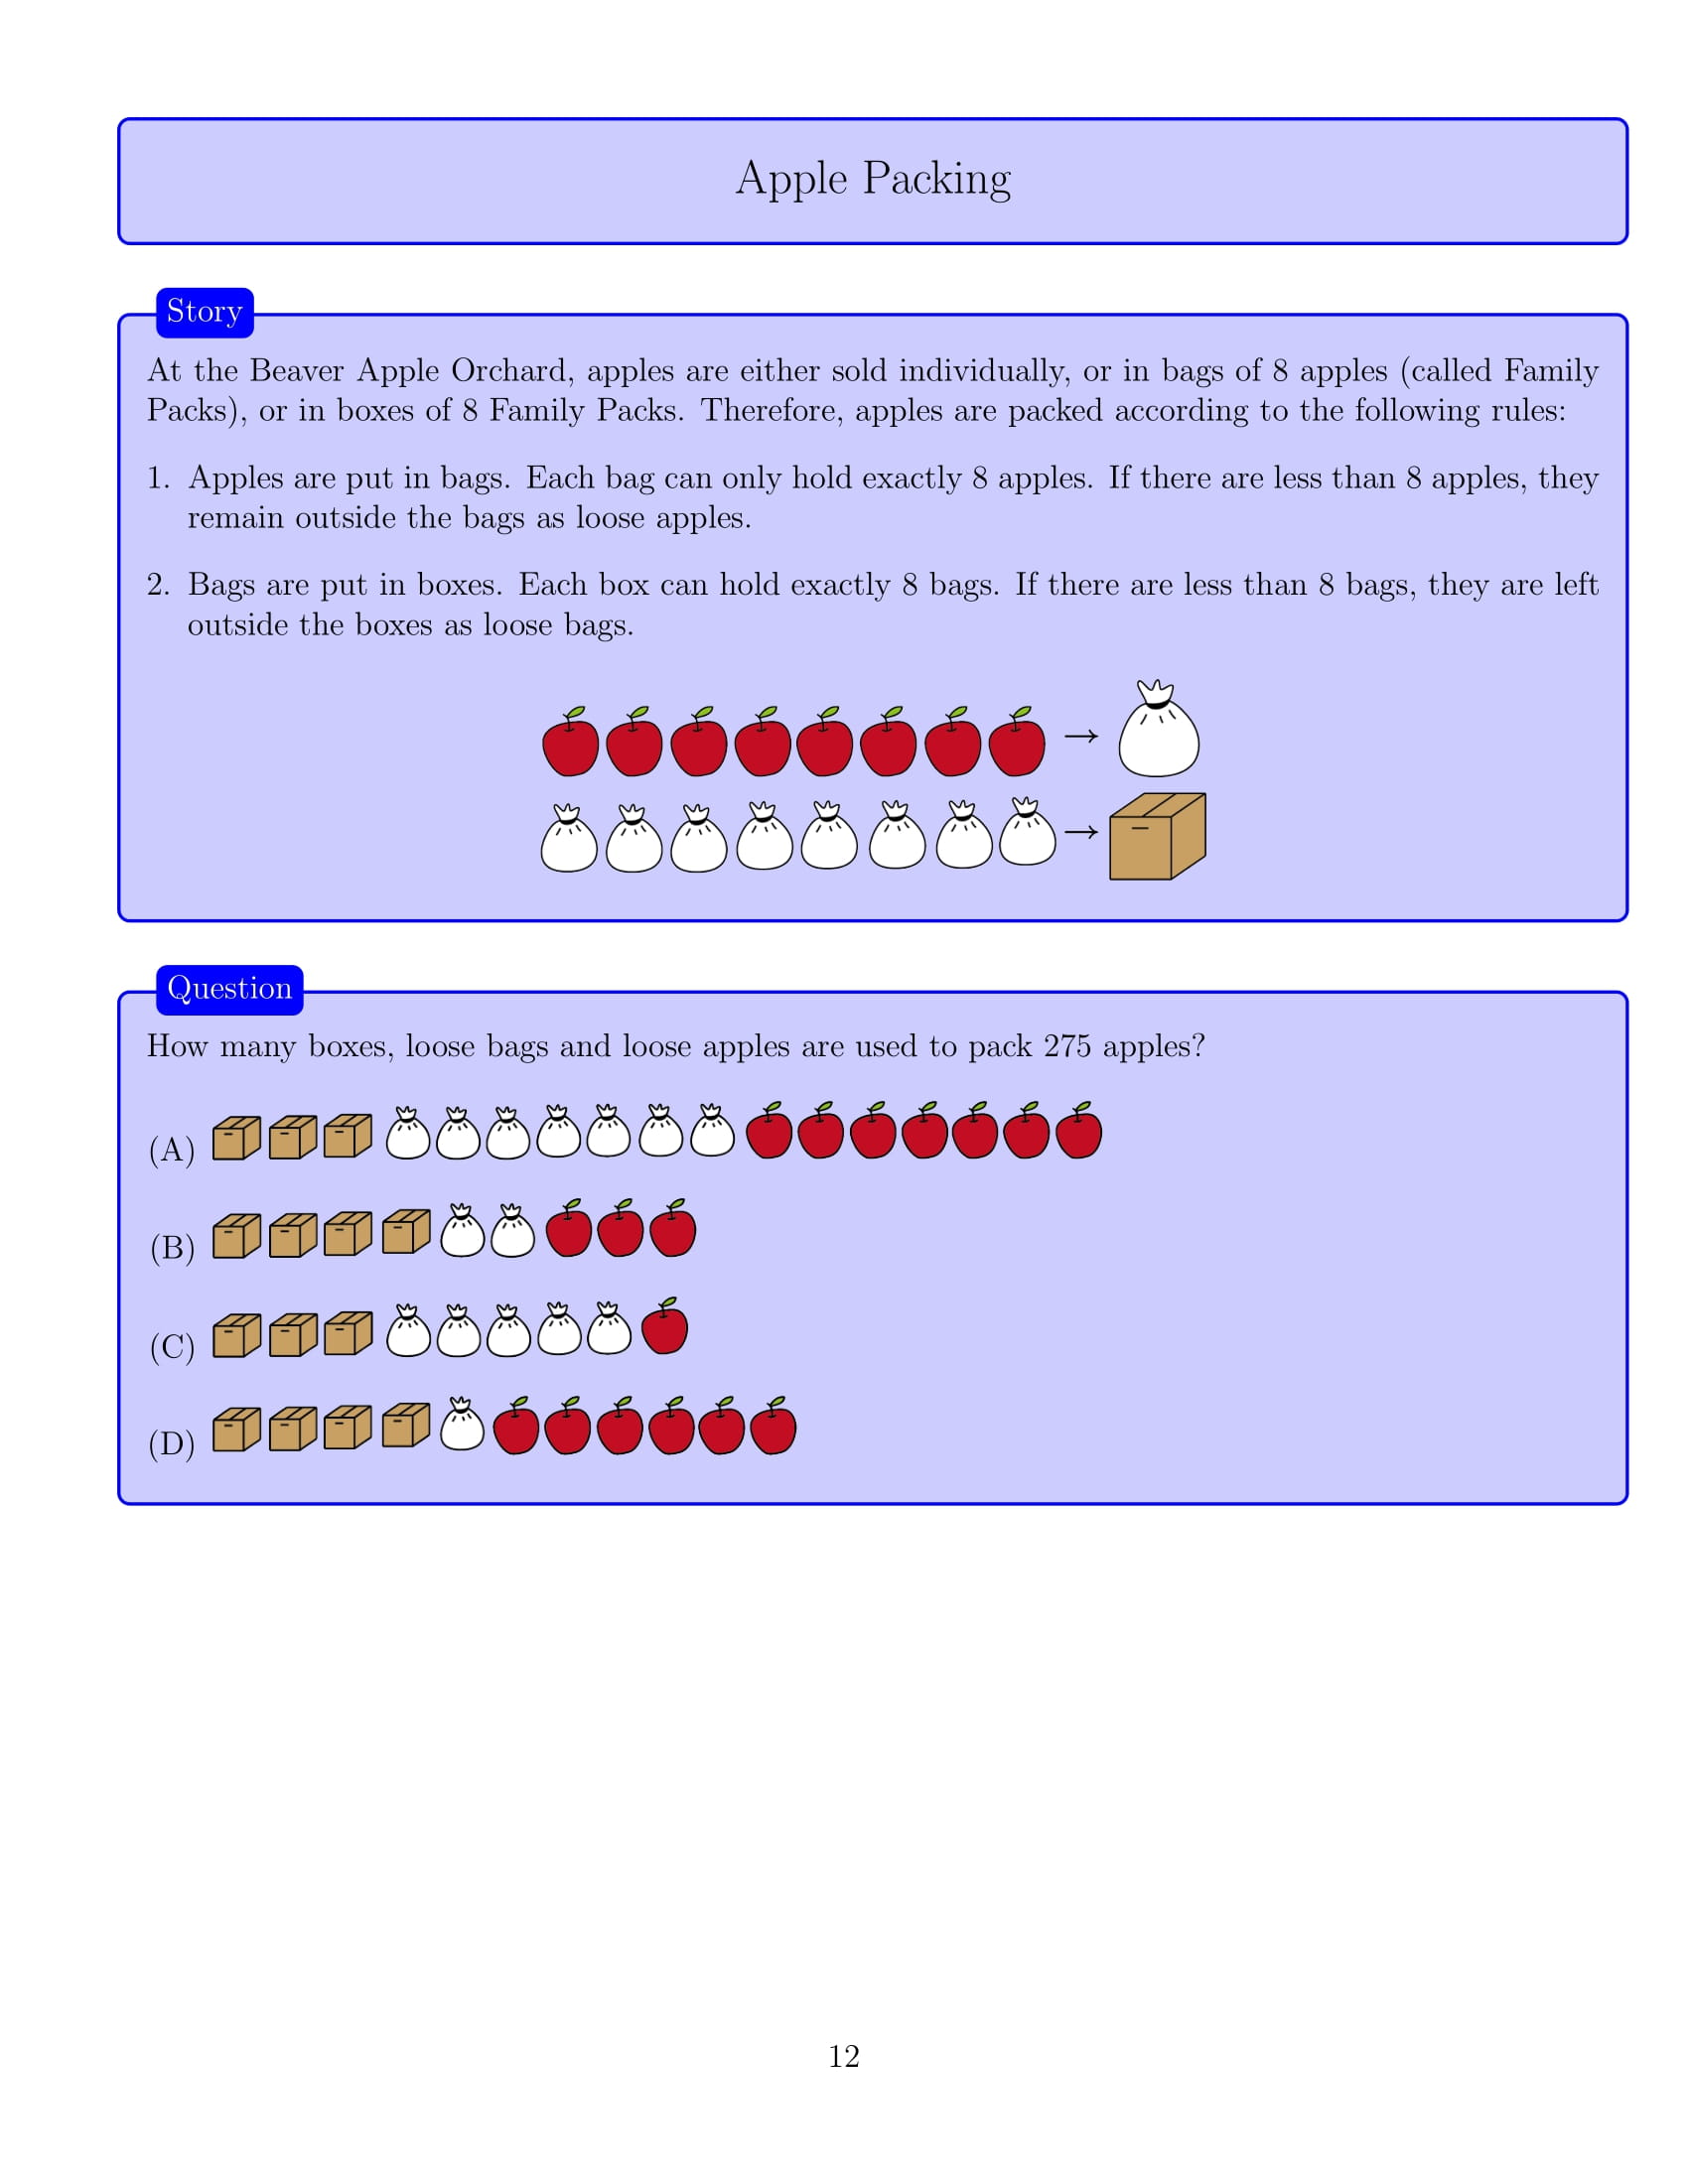 Apple Packing
Story
At the Beaver Apple Orchard, apples are either sold individually, or in bags of 8 apples (called Family
Packs), or in boxes of 8 Family Packs. Therefore, apples are packed according to the following rules:
1. Apples are put in bags. Each bag can only hold exactly 8 apples. If there are less than 8 apples, they
remain outside the bags as loose apples.
2. Bags are put in boxes. Each box can hold exactly 8 bags. If there are less than 8 bags, they are left
outside the boxes as loose bags.
→
→
Question
How many boxes, loose bags and loose apples are used to pack 275 apples?
(A)
(B)
(C)
(D)
12